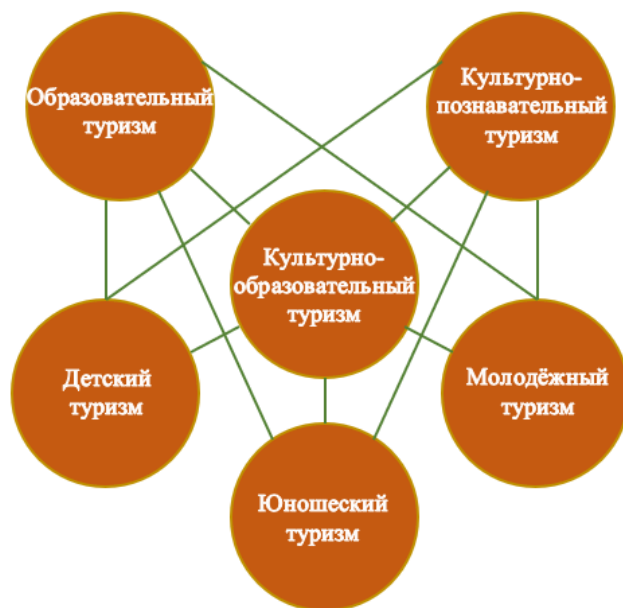 Образовательный
туризм
Культурно-
познавательный
туризм
Культурно-
образовательный
туризм
Детский
туризм
Молодёжный
туризм
Юношеский
туризм